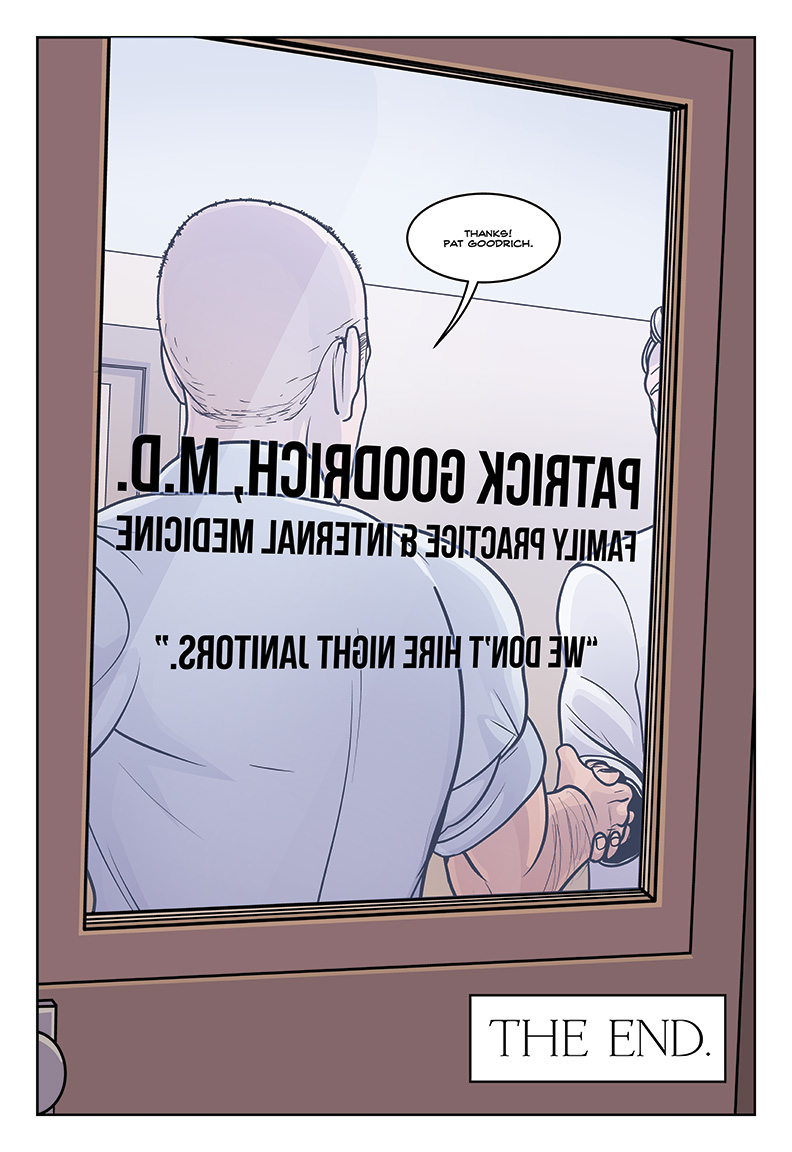 THANKS!
PAT GOODRICH.
PATRICK GOODRICH, M.D.
FAMILY PRACTICE & INTERNAL MEDICINE
“WE DON'T HIRE NIGHT JANITORS.”
THE END.